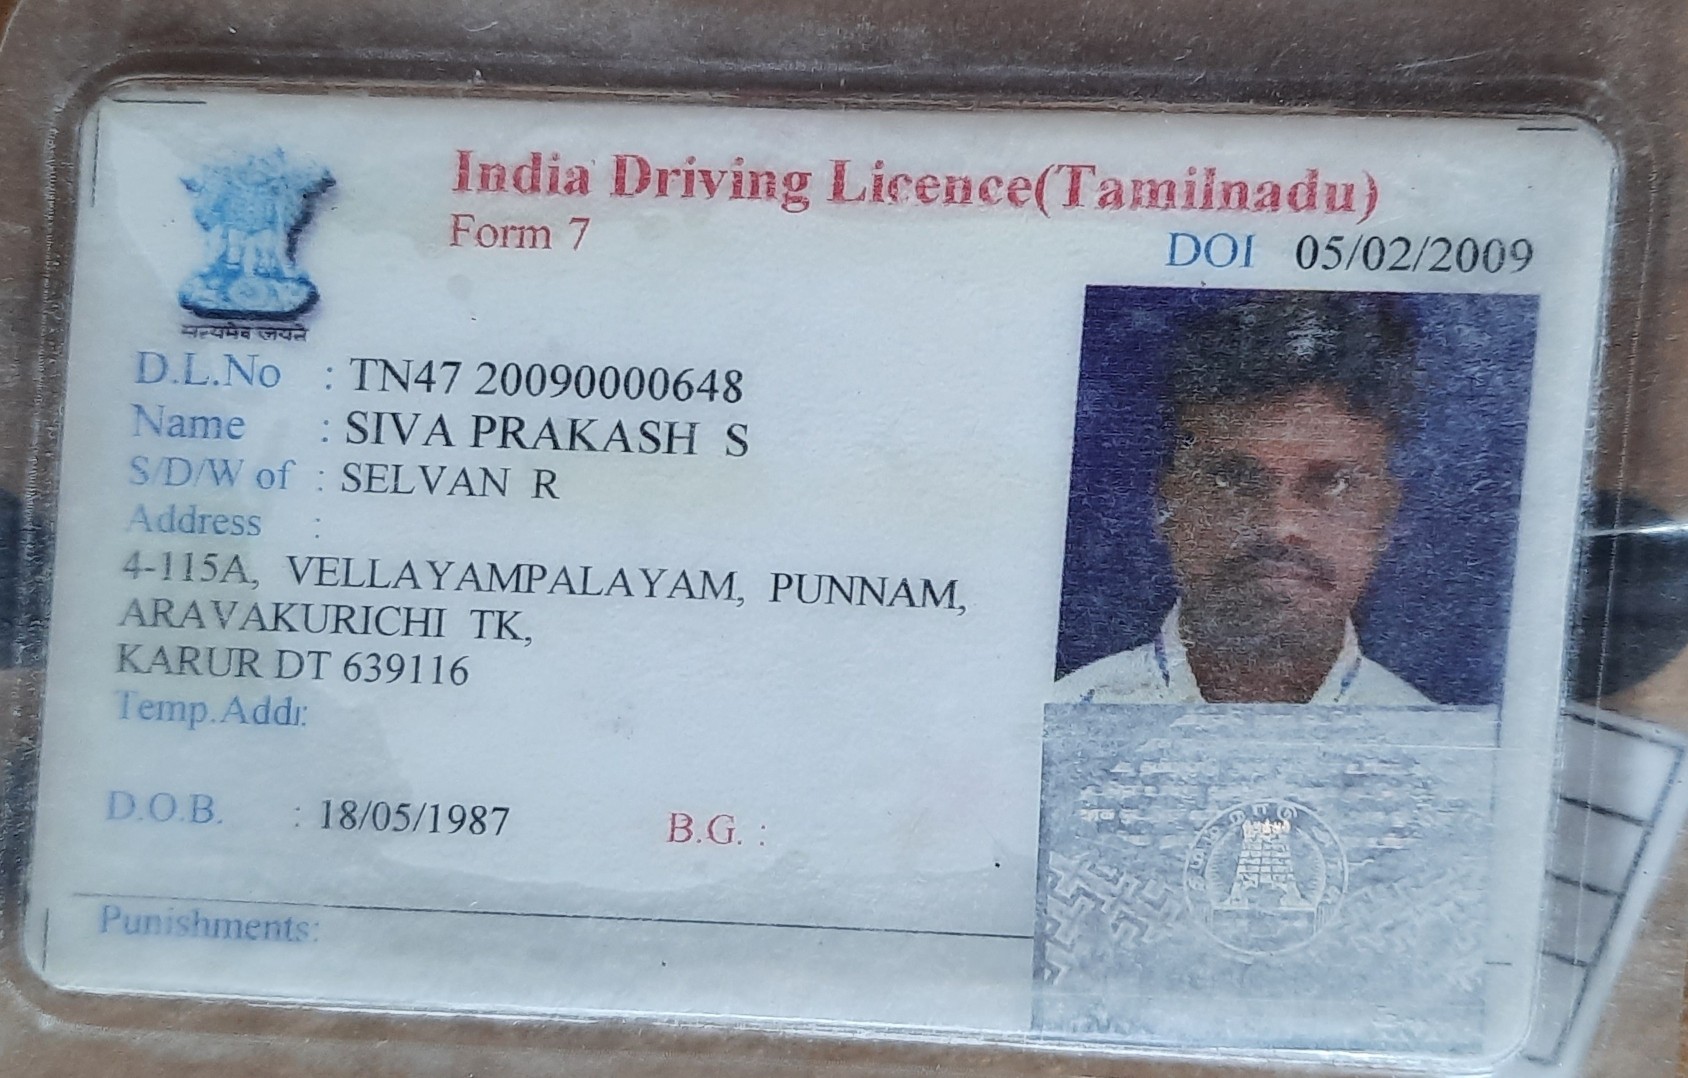 India Driving Licence(Tamilnadu)
Form 7
DOI 05/02/2009
सत्यमेव जयते
D.L.No : TN47 20090000648
Name : SIVA PRAKASH S
S/D/W of : SELVAN R
Address :
4-115A, VELLAYAMPALAYAM, PUNNAM,
ARAVAKURICHI TK,
KARUR DT 639116
Temp.Addr:
D.O.B. : 18/05/1987
B.G. :
Punishments: